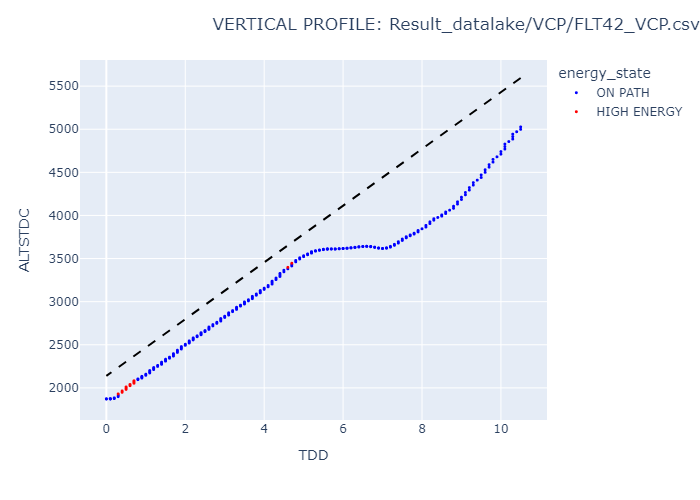 VERTICAL PROFILE: Result_datalake/VCP/FLT42_VCP.csv
energy_state
ON PATH
HIGH ENERGY
5500
5000
4500
4000
3500
3000
2500
2000
ALTSTDC
0
2
4
6
8
10
TDD